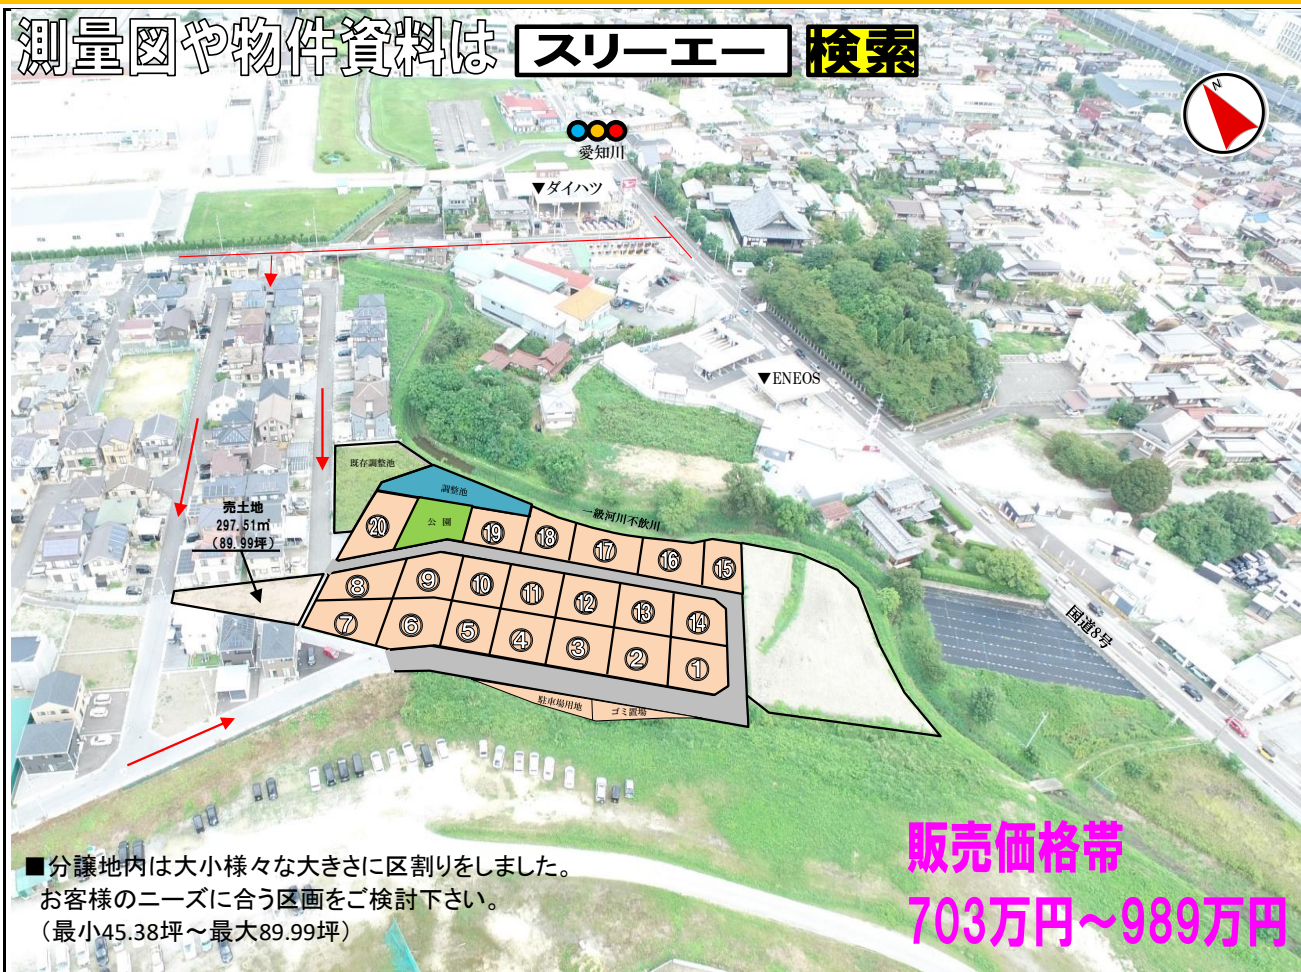 測量図や物件資料は スリーエー 検索
N
愛知川
▼ダイハツ
▼ENEOS
既存調整池
調整池
公園
一級河川不飲川
売土地
297.51㎡
(89.99坪)
⑳ ⑲ ⑱ ⑰ ⑯ ⑮
⑧ ⑨ ⑩ ⑪ ⑫ ⑬ ⑭
⑦ ⑥ ⑤ ④ ③ ② ①
国道8号
駐車場用地
ゴミ置場
■分譲地内は大小様々な大きさに区割りをしました。
お客様のニーズに合う区画をご検討下さい。
(最小45.38坪～最大89.99坪)
販売価格帯
703万円～989万円